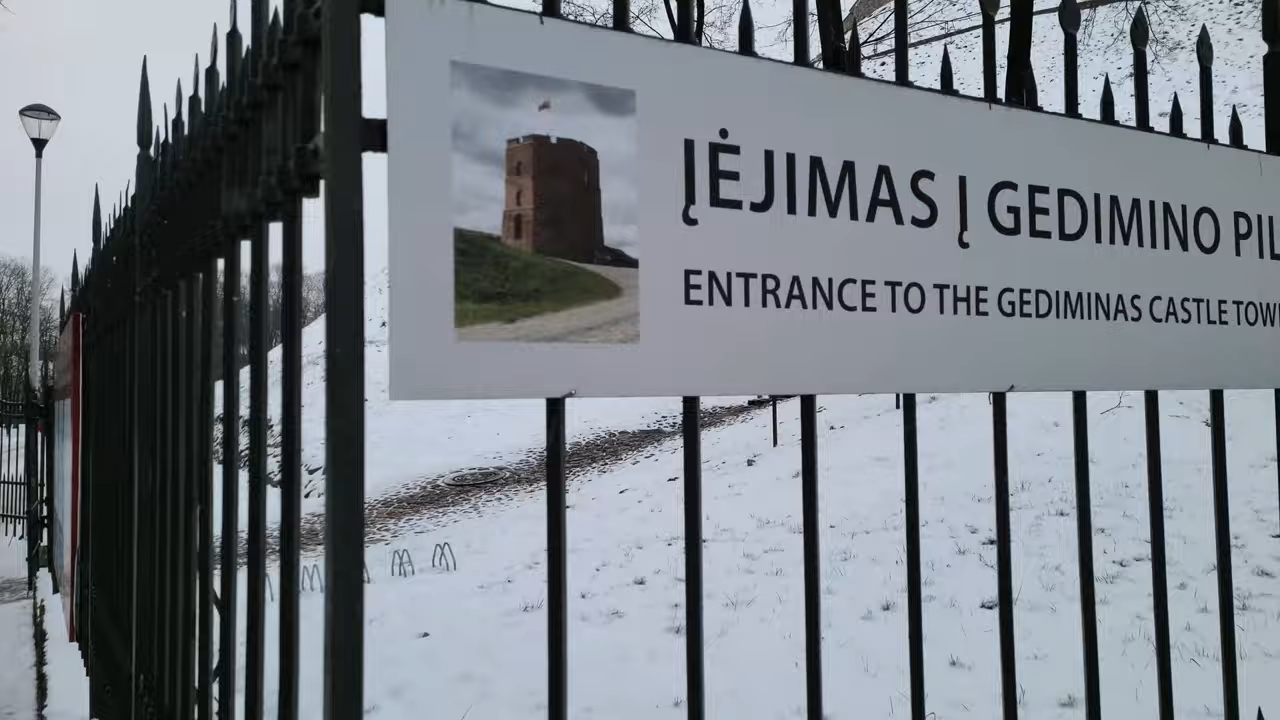 ĮĖJIMAS Į GEDIMINO PIL
ENTRANCE TO THE GEDIMINAS CASTLE TOW